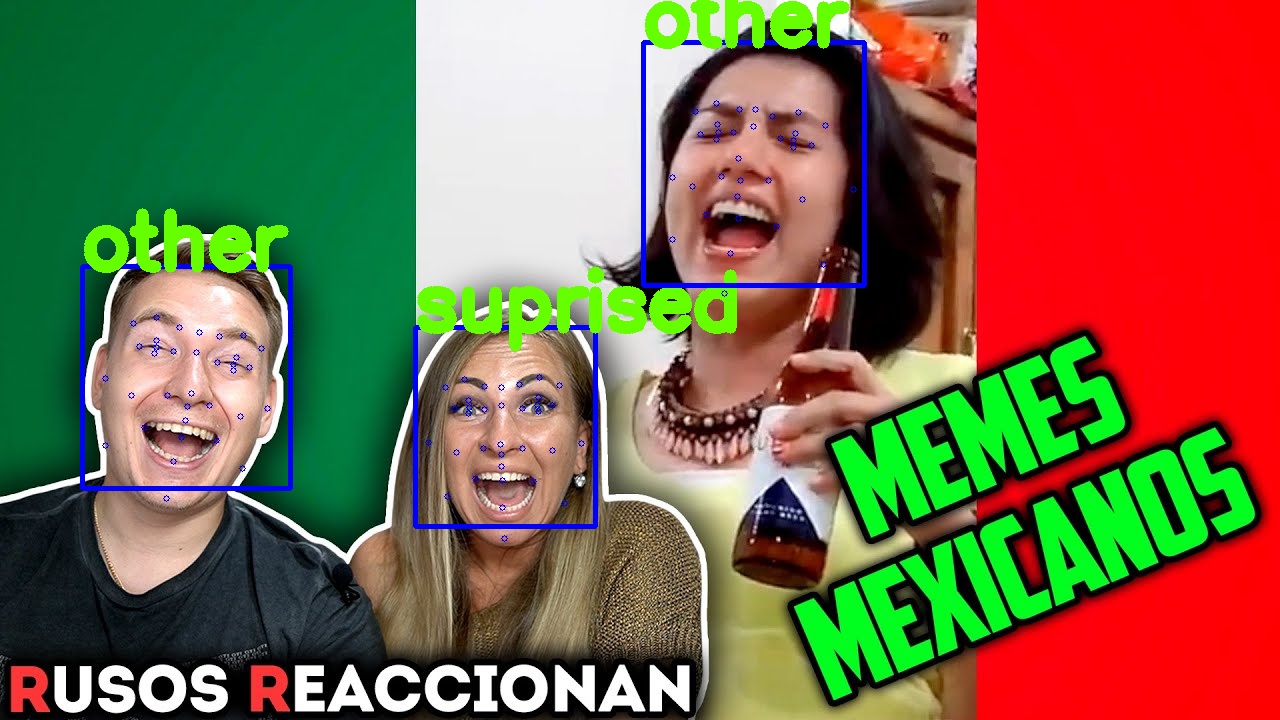 other
other
suprised
MEMES
MEXICANOS
RUSOS REACCIONAN